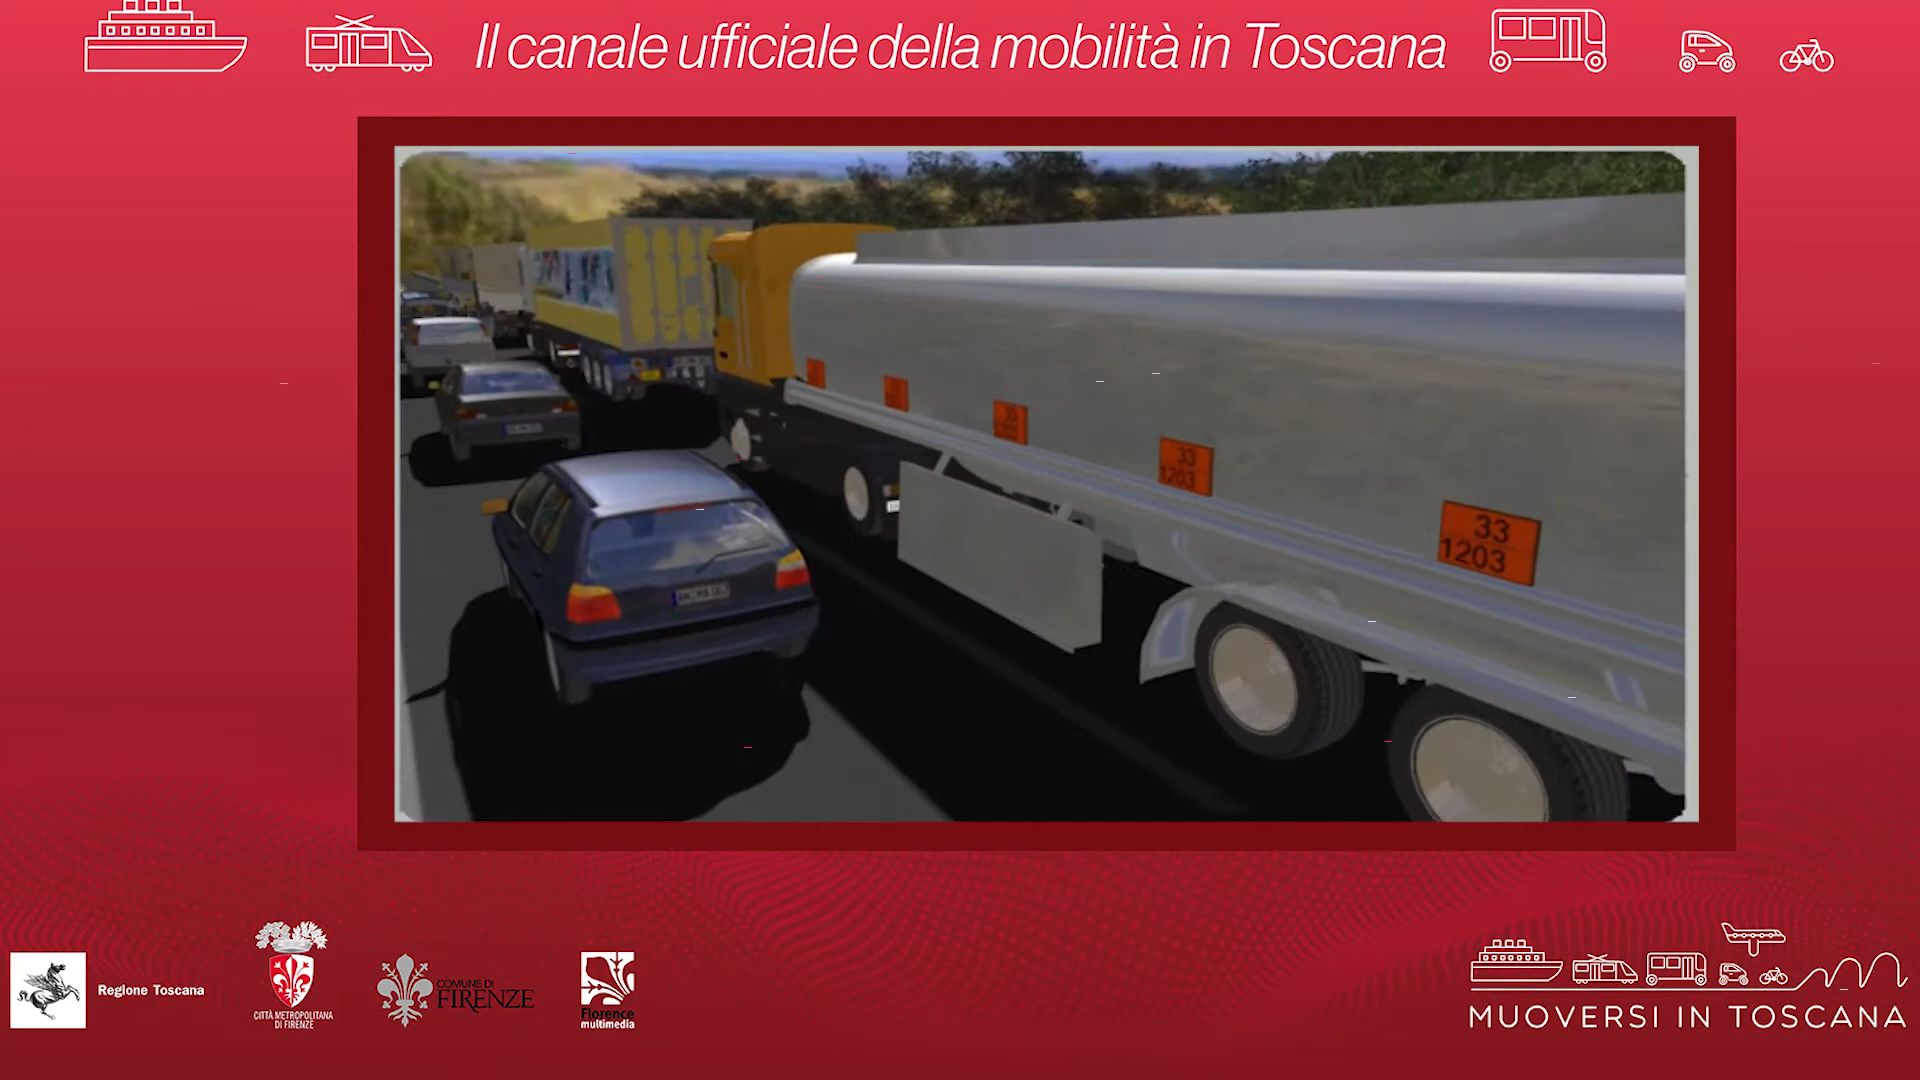 Il canale ufficiale della mobilità in Toscana
33
1203
33
1203
33
Regione Toscana
CITTÀ METROPOLITANA
DI FIRENZE
COMUNE DI
FIRENZE
Florence
multimedia
MUOVERSI IN TOSCANA